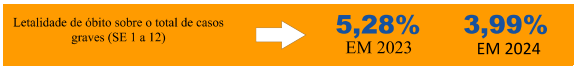 Letalidade de óbito sobre o total de casos
graves (SE 1 a 12)
5,28%
EM 2023
3,99%
EM 2024